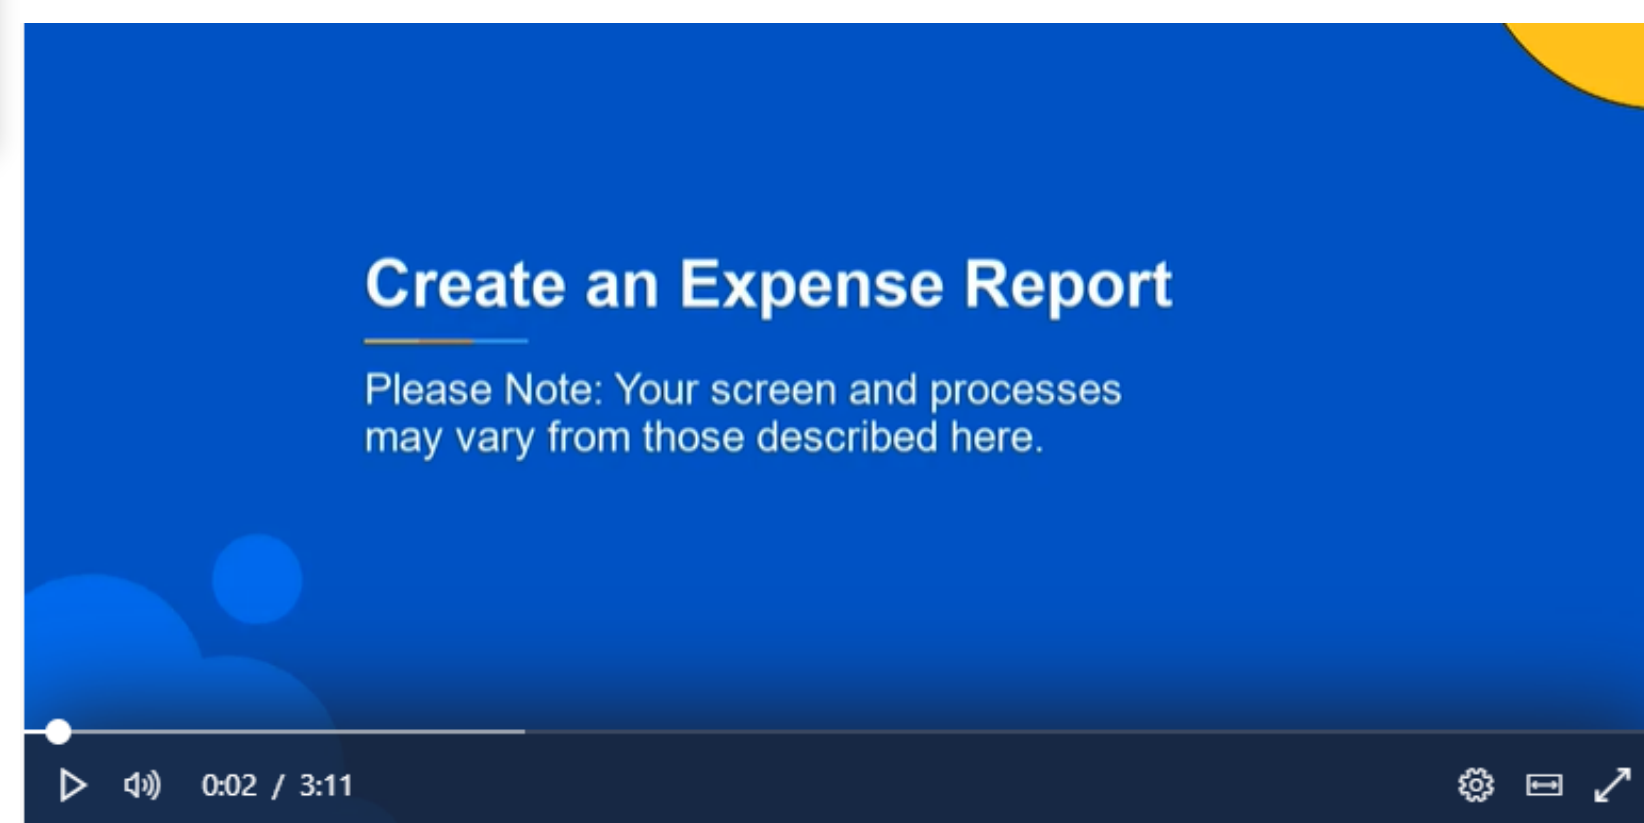 Create an Expense Report
Please Note: Your screen and processes
may vary from those described here.
0:02 / 3:11